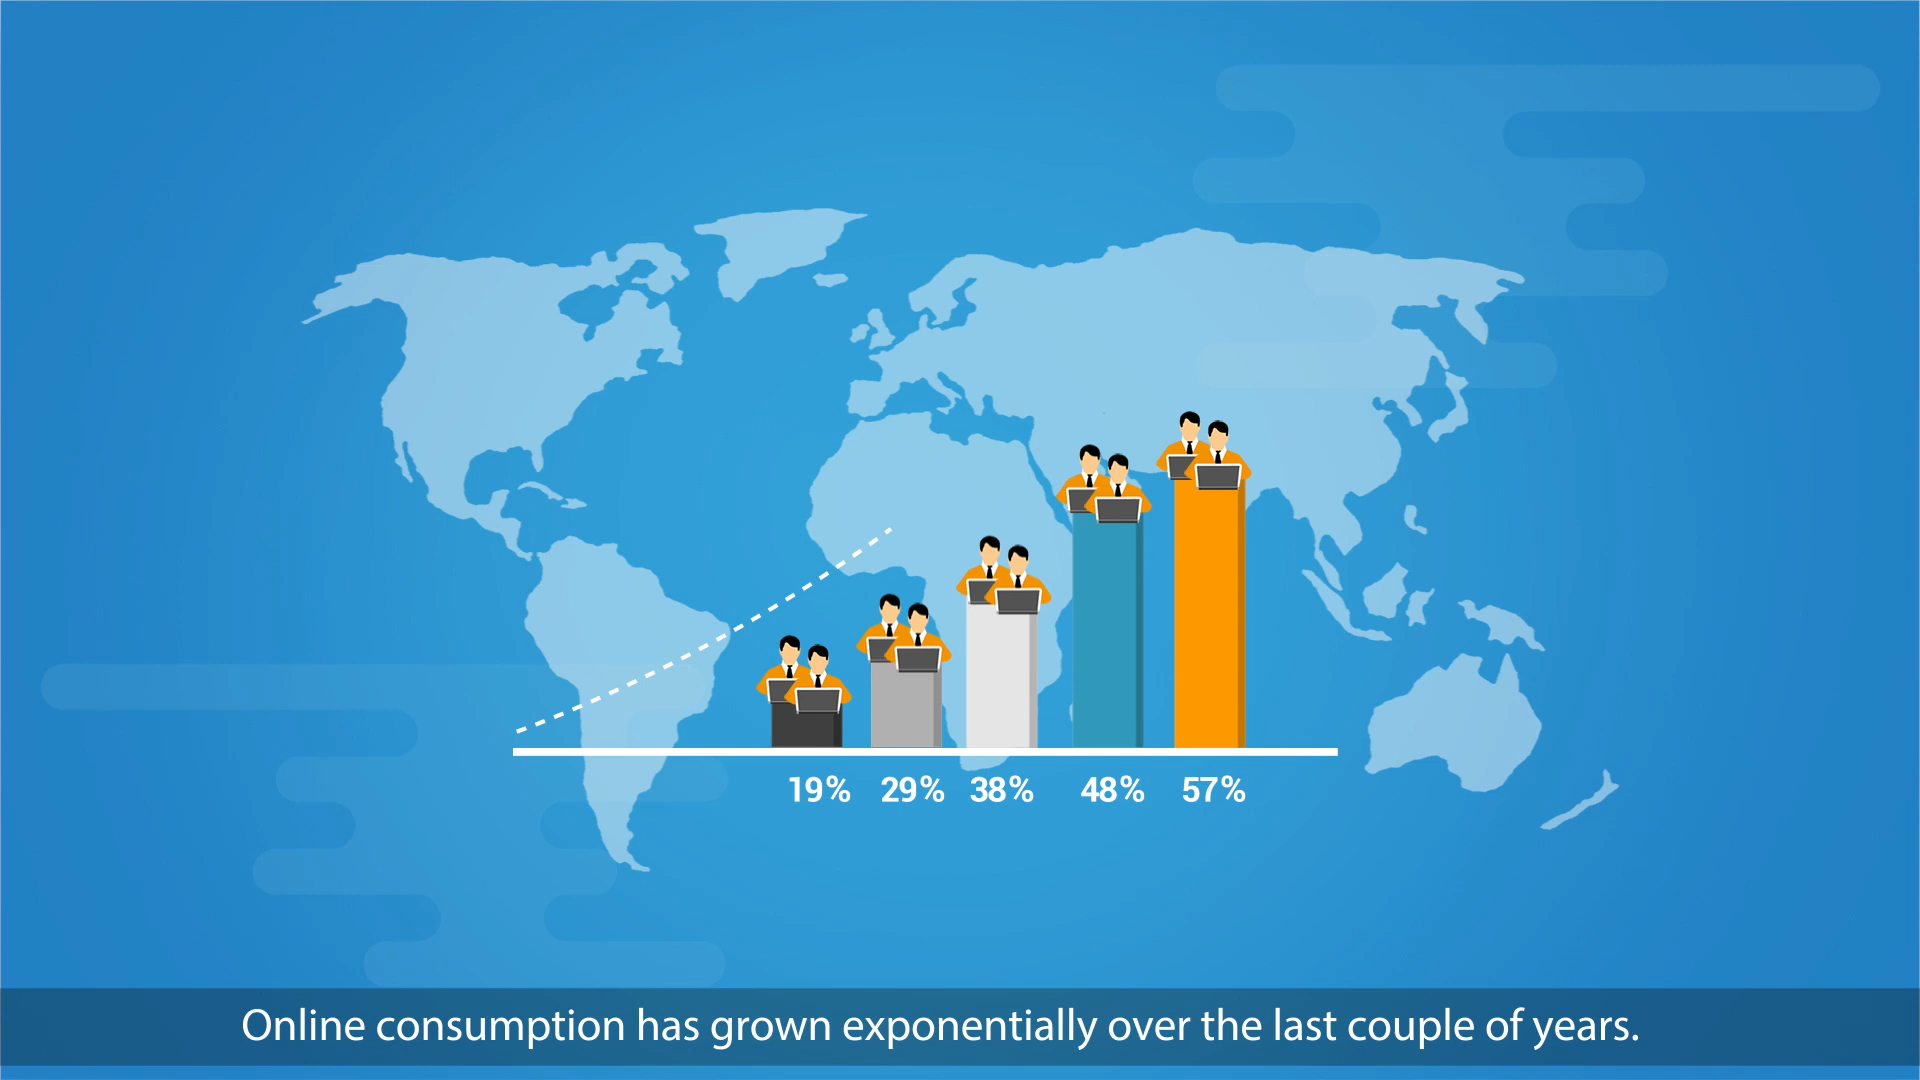 19% 29% 38% 48% 57%
Online consumption has grown exponentially over the last couple of years.